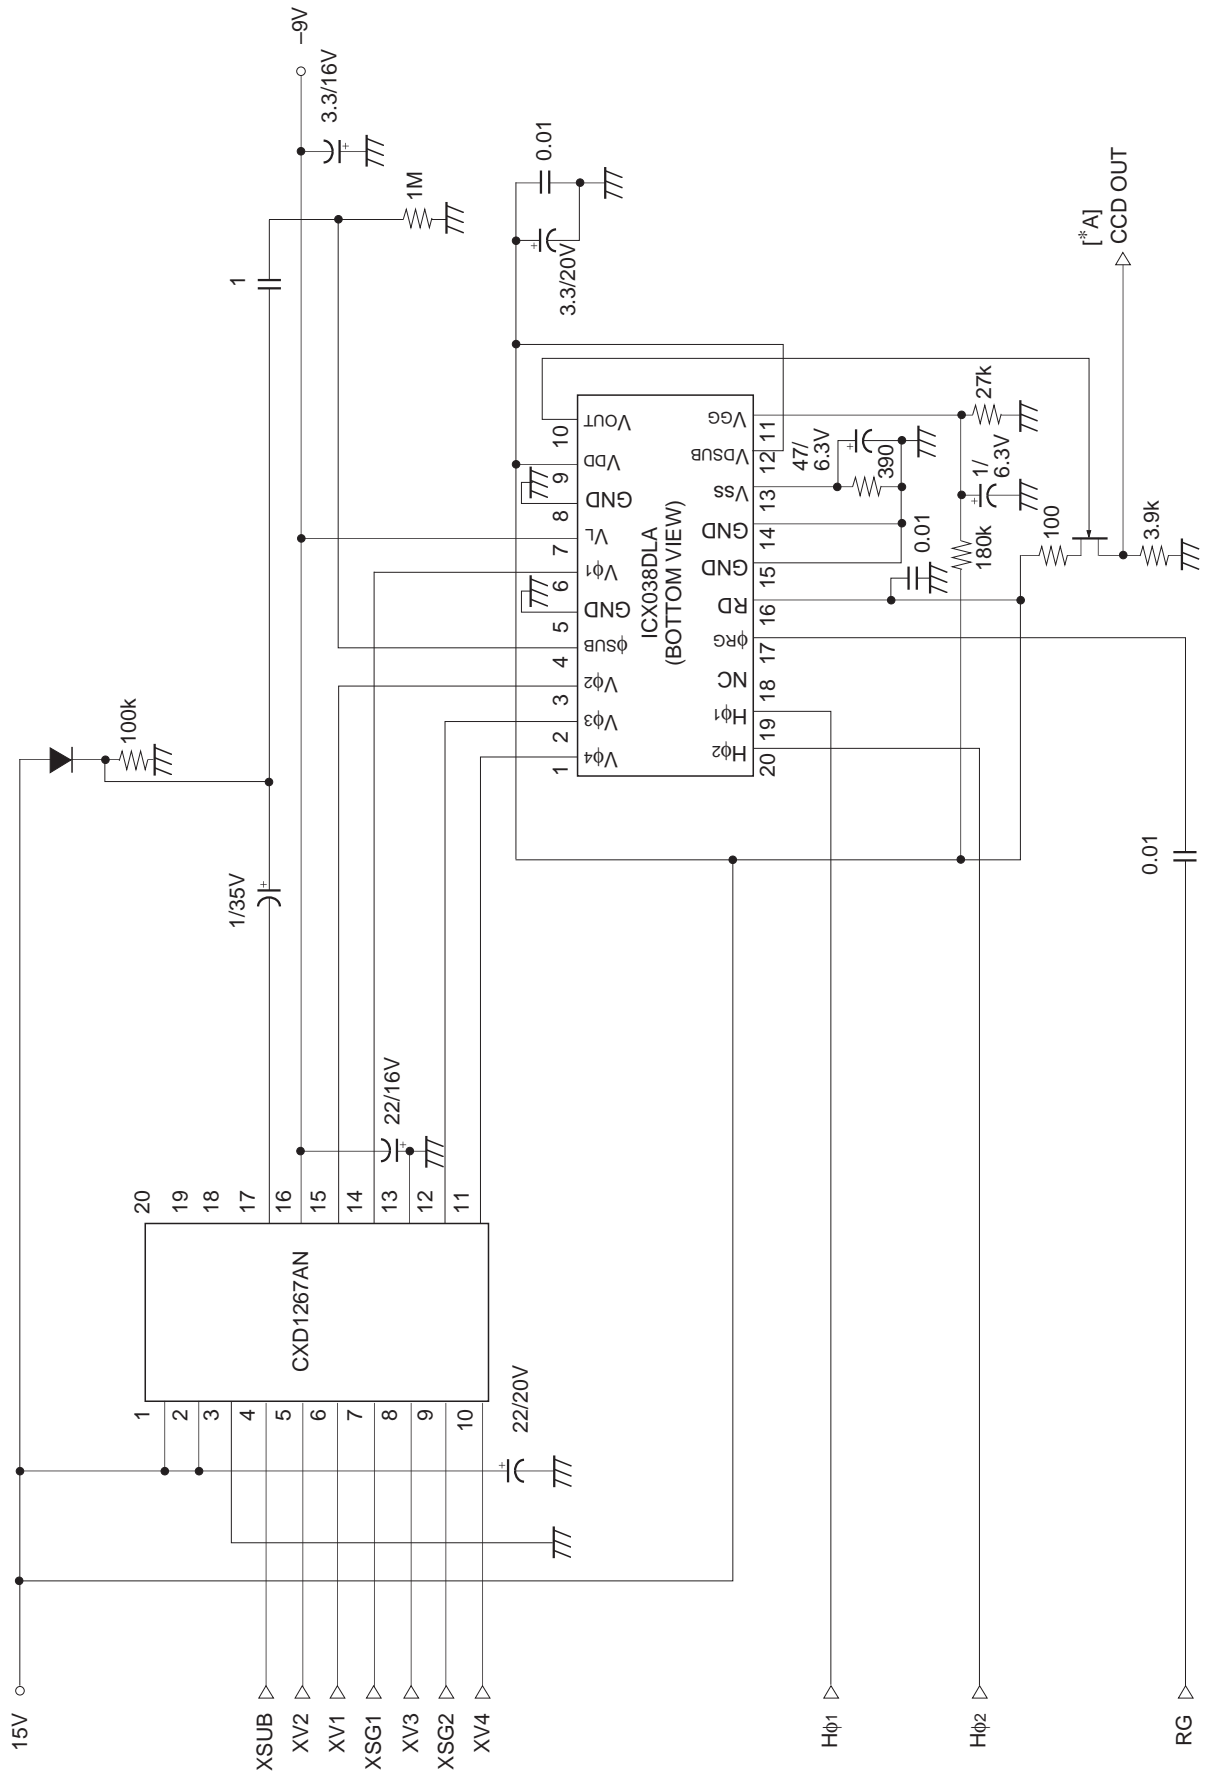 15V
XSUB
XV2
XV1
XSG1
XV3
XSG2
XV4
Hϕ1
Hϕ2
RG
22/20V
1
2
3
4
5
6
7
8
9
10
CXD1267AN
20
19
18
17
16
15
14
13
12
11
22/16V
1/35V
100k
1
1M
–9V
3.3/16V
0.01
3.3/20V
1
2
3
4
5
6
7
8
9
10
Vϕ4
Vϕ3
Vϕ2
ϕSUB
GND
Vϕ1
VL
GND
VDD
VOUT
ICX038DLA
(BOTTOM VIEW)
Hϕ2
Hϕ1
NC
ϕRG
RD
GND
GND
VSS
VDSUB
VGG
20
19
18
17
16
15
14
13
12
11
47/
6.3V
390
0.01
180k
1/
6.3V
27k
100
3.9k
[*A]
CCD OUT
0.01